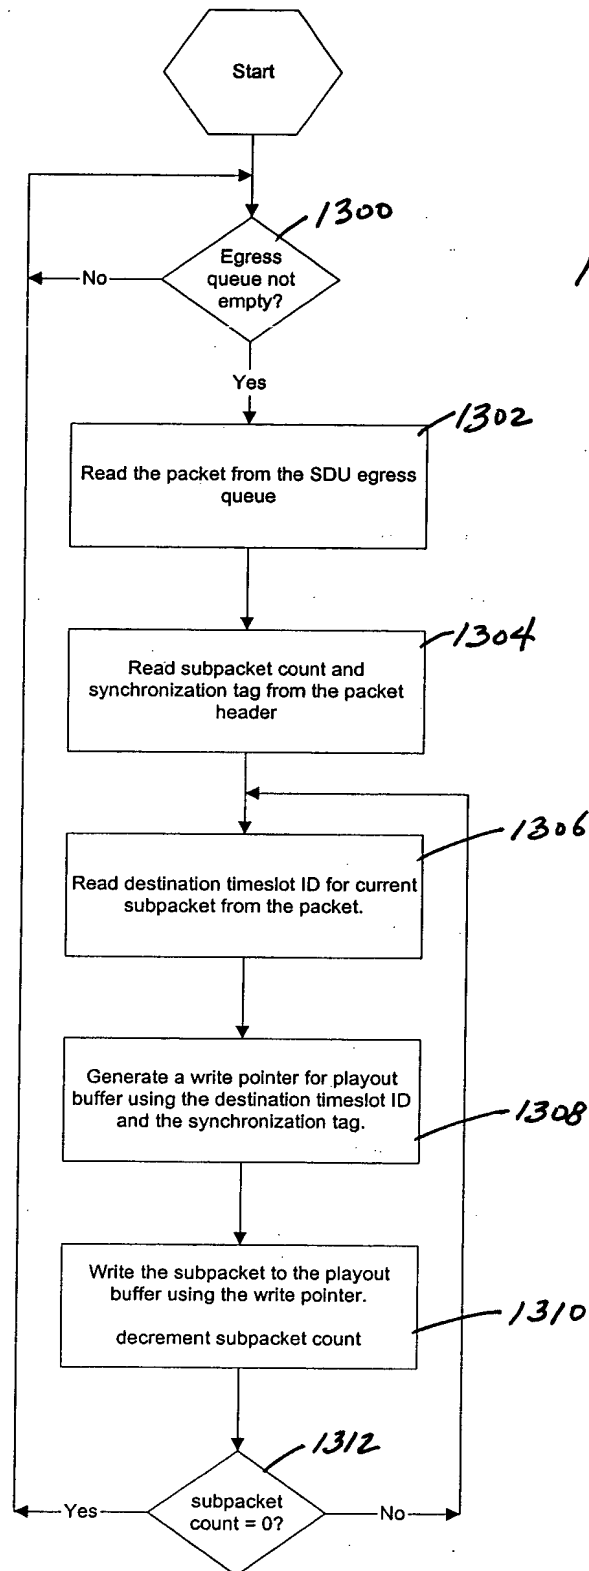 Start
1300
Egress
queue not
empty?
No
Yes
1302
Read the packet from the SDU egress
queue
1304
Read subpacket count and
synchronization tag from the packet
header
1306
Read destination timeslot ID for current
subpacket from the packet.
Generate a write pointer for playout
buffer using the destination timeslot ID
and the synchronization tag.
1308
Write the subpacket to the playout
buffer using the write pointer.
decrement subpacket count
1310
1312
subpacket
count = 0?
Yes
No